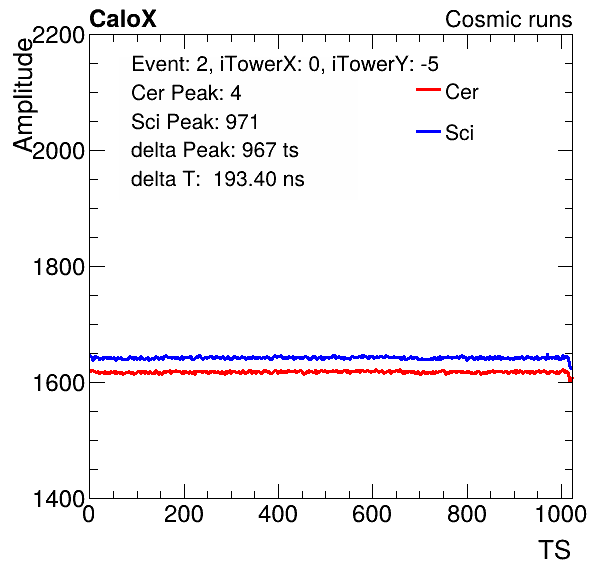 CaloX Cosmic runs
Amplitude
2200
2000
1800
1600
1400
Event: 2, iTowerX: 0, iTowerY: -5
Cer Peak: 4
Sci Peak: 971
delta Peak: 967 ts
delta T: 193.40 ns
Cer
Sci
0 200 400 600 800 1000
TS